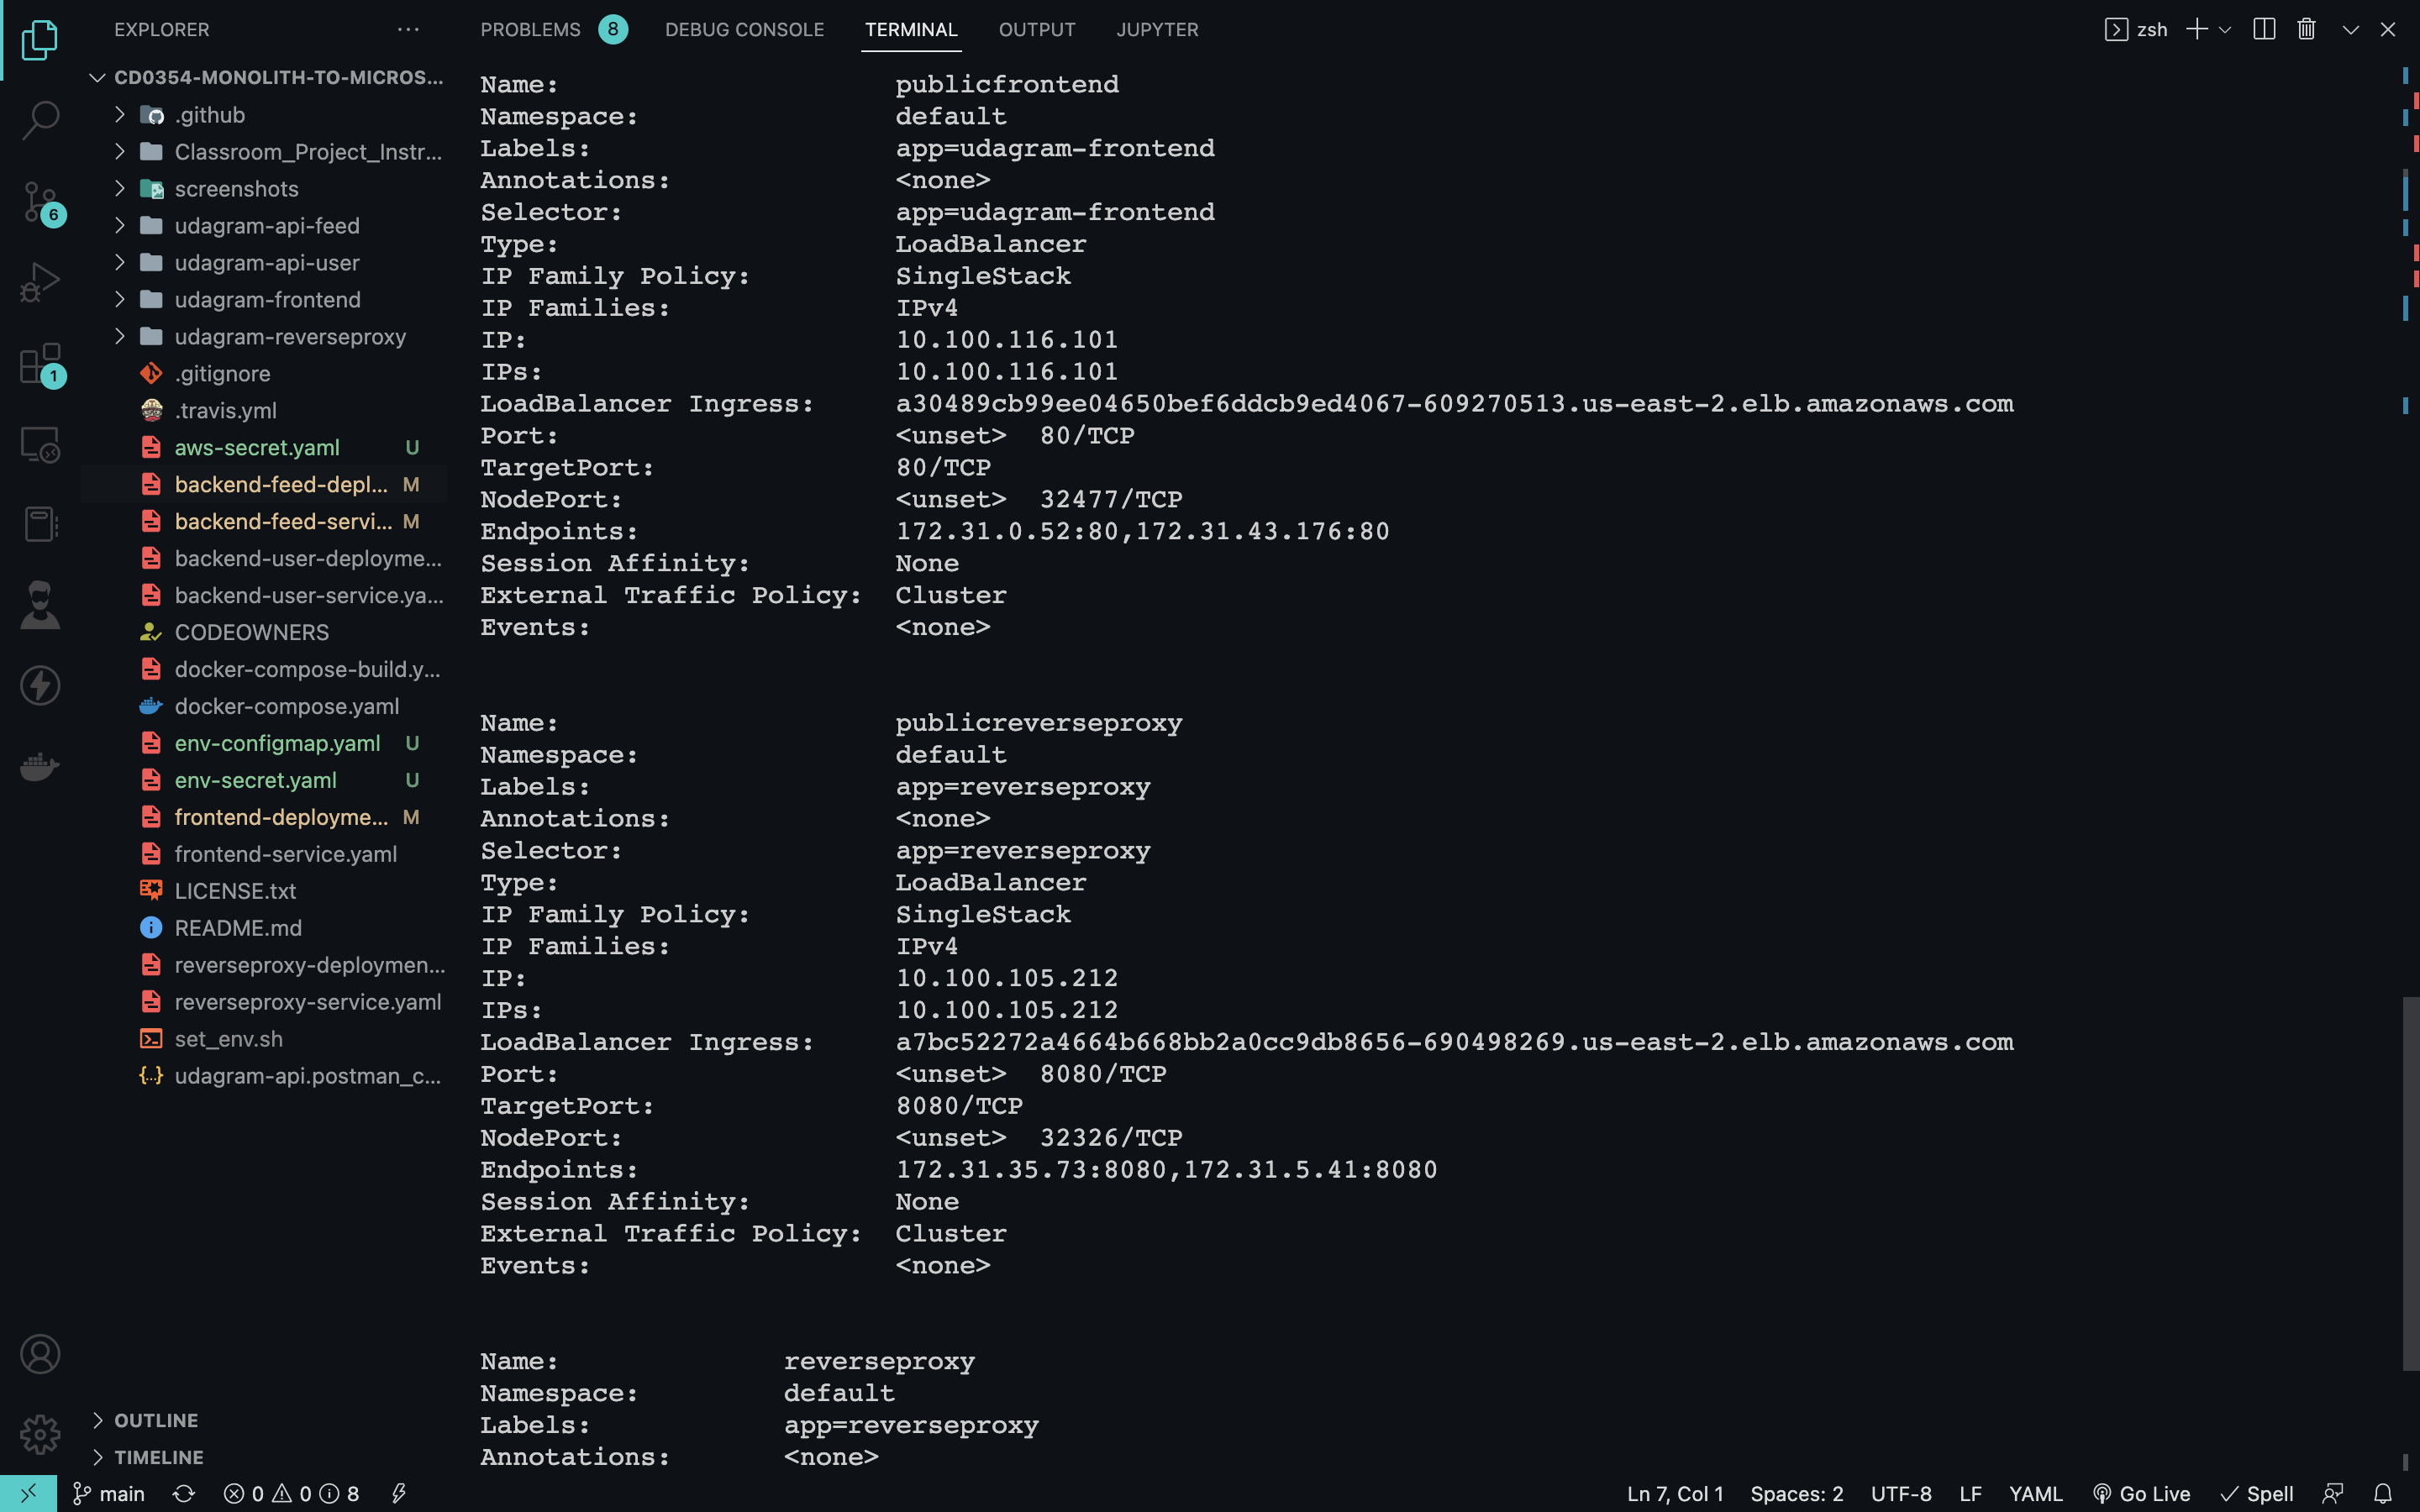 EXPLORER
PROBLEMS 8 DEBUG CONSOLE TERMINAL OUTPUT JUPYTER
zsh
CD0354-MONOLITH-TO-MICROS...
.github
Classroom_Project_Instr...
screenshots
udagram-api-feed
udagram-api-user
udagram-frontend
udagram-reverseproxy
.gitignore
.travis.yml
aws-secret.yaml U
backend-feed-depl... M
backend-feed-servi... M
backend-user-deployme...
backend-user-service.ya...
CODEOWNERS
docker-compose-build.y...
docker-compose.yaml
env-configmap.yaml U
env-secret.yaml U
frontend-deployme... M
frontend-service.yaml
LICENSE.txt
README.md
reverseproxy-deploymen...
reverseproxy-service.yaml
set_env.sh
udagram-api.postman_c...
OUTLINE
TIMELINE
6
1
Name: publicfrontend
Namespace: default
Labels: app=udagram-frontend
Annotations: <none>
Selector: app=udagram-frontend
Type: LoadBalancer
IP Family Policy: SingleStack
IP Families: IPv4
IP: 10.100.116.101
IPs: 10.100.116.101
LoadBalancer Ingress: a30489cb99ee04650bef6ddcb9ed4067-609270513.us-east-2.elb.amazonaws.com
Port: <unset> 80/TCP
TargetPort: 80/TCP
NodePort: <unset> 32477/TCP
Endpoints: 172.31.0.52:80,172.31.43.176:80
Session Affinity: None
External Traffic Policy: Cluster
Events: <none>
Name: publicreverseproxy
Namespace: default
Labels: app=reverseproxy
Annotations: <none>
Selector: app=reverseproxy
Type: LoadBalancer
IP Family Policy: SingleStack
IP Families: IPv4
IP: 10.100.105.212
IPs: 10.100.105.212
LoadBalancer Ingress: a7bc52272a4664b668bb2a0cc9db8656-690498269.us-east-2.elb.amazonaws.com
Port: <unset> 8080/TCP
TargetPort: 8080/TCP
NodePort: <unset> 32326/TCP
Endpoints: 172.31.35.73:8080,172.31.5.41:8080
Session Affinity: None
External Traffic Policy: Cluster
Events: <none>
Name: reverseproxy
Namespace: default
Labels: app=reverseproxy
Annotations: <none>
main 0 0 8
Ln 7, Col 1 Spaces: 2 UTF-8 LF YAML Go Live Spell